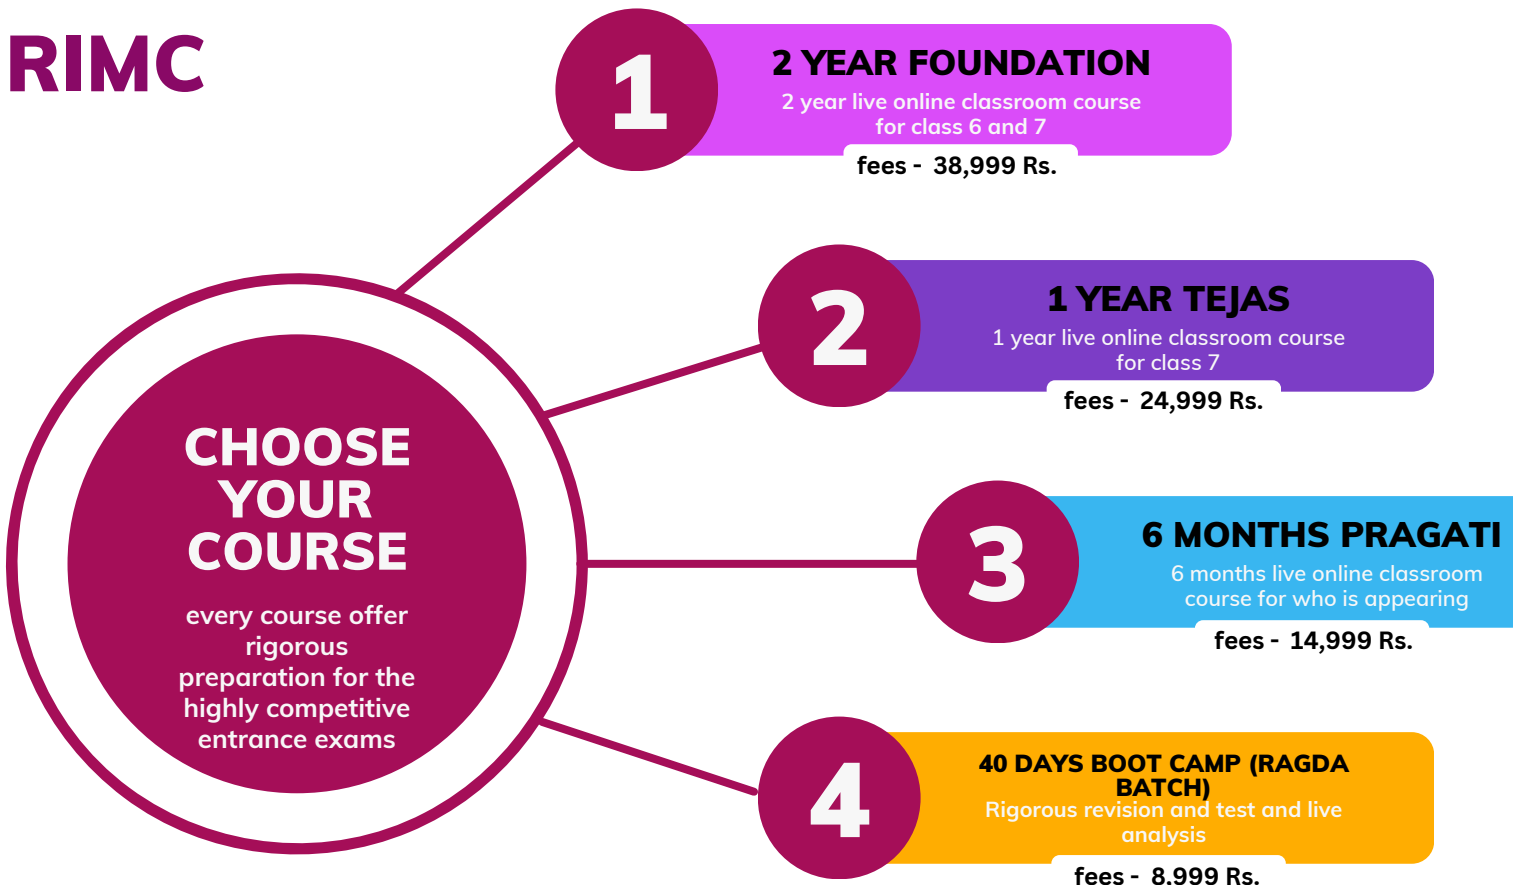 RIMC
1
2 YEAR FOUNDATION
2 year live online classroom course
for class 6 and 7
fees - 38,999 Rs.
2
1 YEAR TEJAS
1 year live online classroom course
for class 7
fees - 24,999 Rs.
CHOOSE
YOUR
COURSE
every course offer
rigorous
preparation for the
highly competitive
entrance exams
3
6 MONTHS PRAGATI
6 months live online classroom
course for who is appearing
fees - 14,999 Rs.
4
40 DAYS BOOT CAMP (RAGDA
BATCH)
Rigorous revision and test and live
analysis
fees - 8,999 Rs.